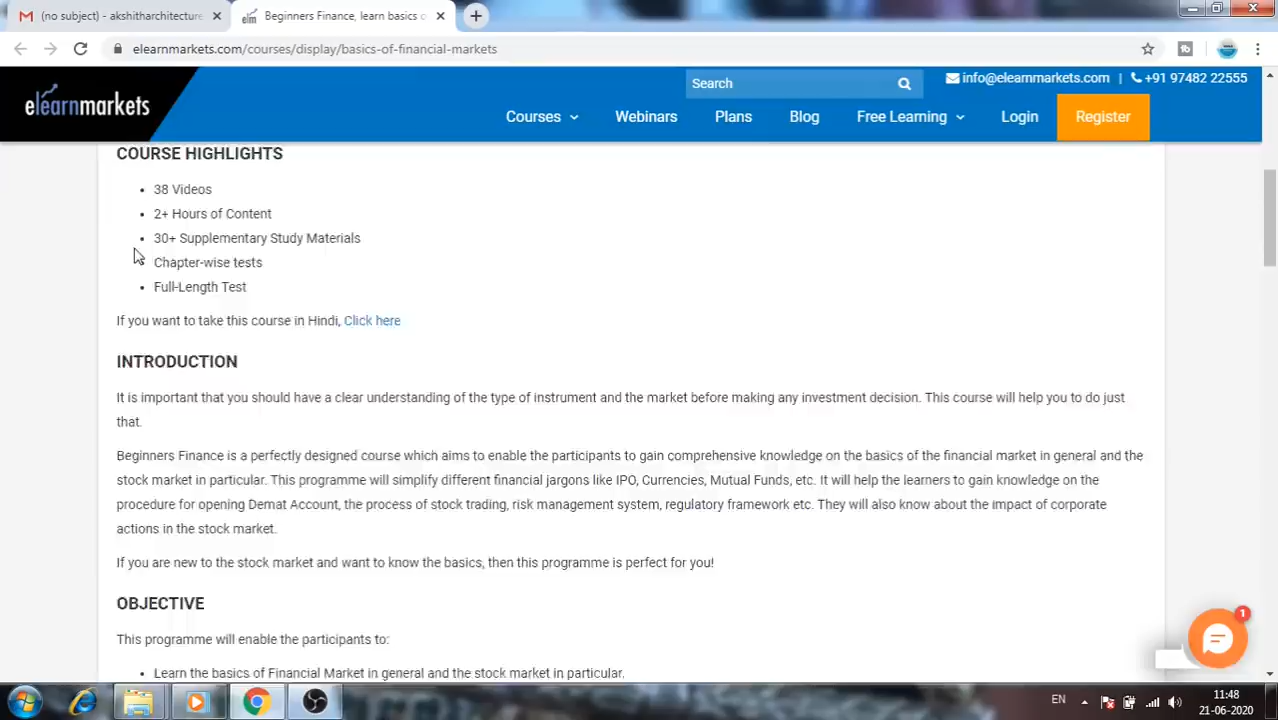 (no subject) - akshitharchitecture
Beginners Finance, learn basics o
elearnmarkets.com/courses/display/basics-of-financial-markets
elearnmarkets
Search
info@elearnmarkets.com | +91 97482 22555
Courses Webinars Plans Blog Free Learning Login Register
COURSE HIGHLIGHTS
• 38 Videos
• 2+ Hours of Content
• 30+ Supplementary Study Materials
Chapter-wise tests
• Full-Length Test
If you want to take this course in Hindi, Click here
INTRODUCTION
It is important that you should have a clear understanding of the type of instrument and the market before making any investment decision. This course will help you to do just
that.
Beginners Finance is a perfectly designed course which aims to enable the participants to gain comprehensive knowledge on the basics of the financial market in general and the
stock market in particular. This programme will simplify different financial jargons like IPO, Currencies, Mutual Funds, etc. It will help the learners to gain knowledge on the
procedure for opening Demat Account, the process of stock trading, risk management system, regulatory framework etc. They will also know about the impact of corporate
actions in the stock market.
If you are new to the stock market and want to know the basics, then this programme is perfect for you!
OBJECTIVE
This programme will enable the participants to:
• Learn the basics of Financial Market in general and the stock market in particular.
1
EN
11:48
21-06-2020